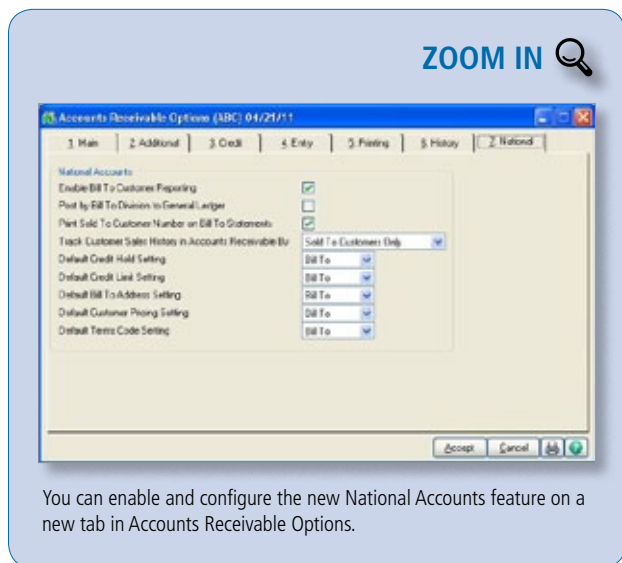 ZOOM IN
Accounts Receivable Options (ABC) 04/21/11
1. Main 2. Additional 3. Credit 4. Entry 5. Printing 6. History 7. National
National Accounts
Enable Bill To Customer Reporting
Post by Bill To Division to General Ledger
Print Sold To Customer Number on Bill To Statements
Track Customer Sales History in Accounts Receivable By Sold To Customers Only
Default Credit Hold Setting Bill To
Default Credit Limit Setting Bill To
Default Bill To Address Setting Bill To
Default Customer Pricing Setting Bill To
Default Terms Code Setting Bill To
Accept Cancel
You can enable and configure the new National Accounts feature on a
new tab in Accounts Receivable Options.